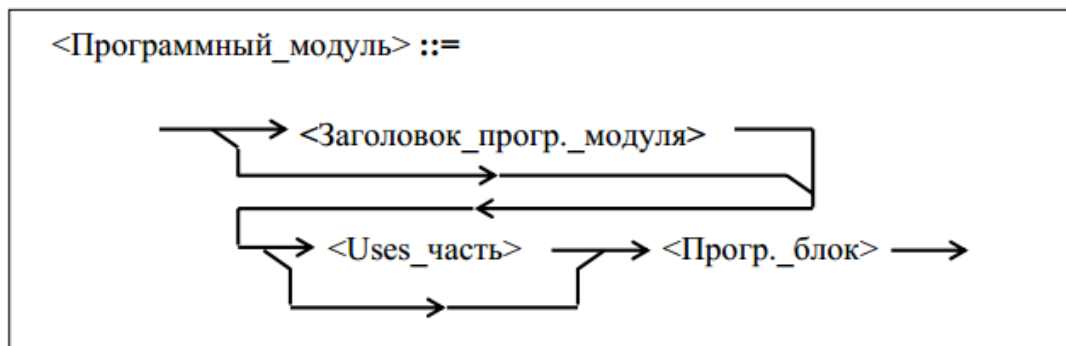 <Программный_модуль> ::=
<Заголовок_прогр._модуля>
<Uses_часть> <Прогр._блок>